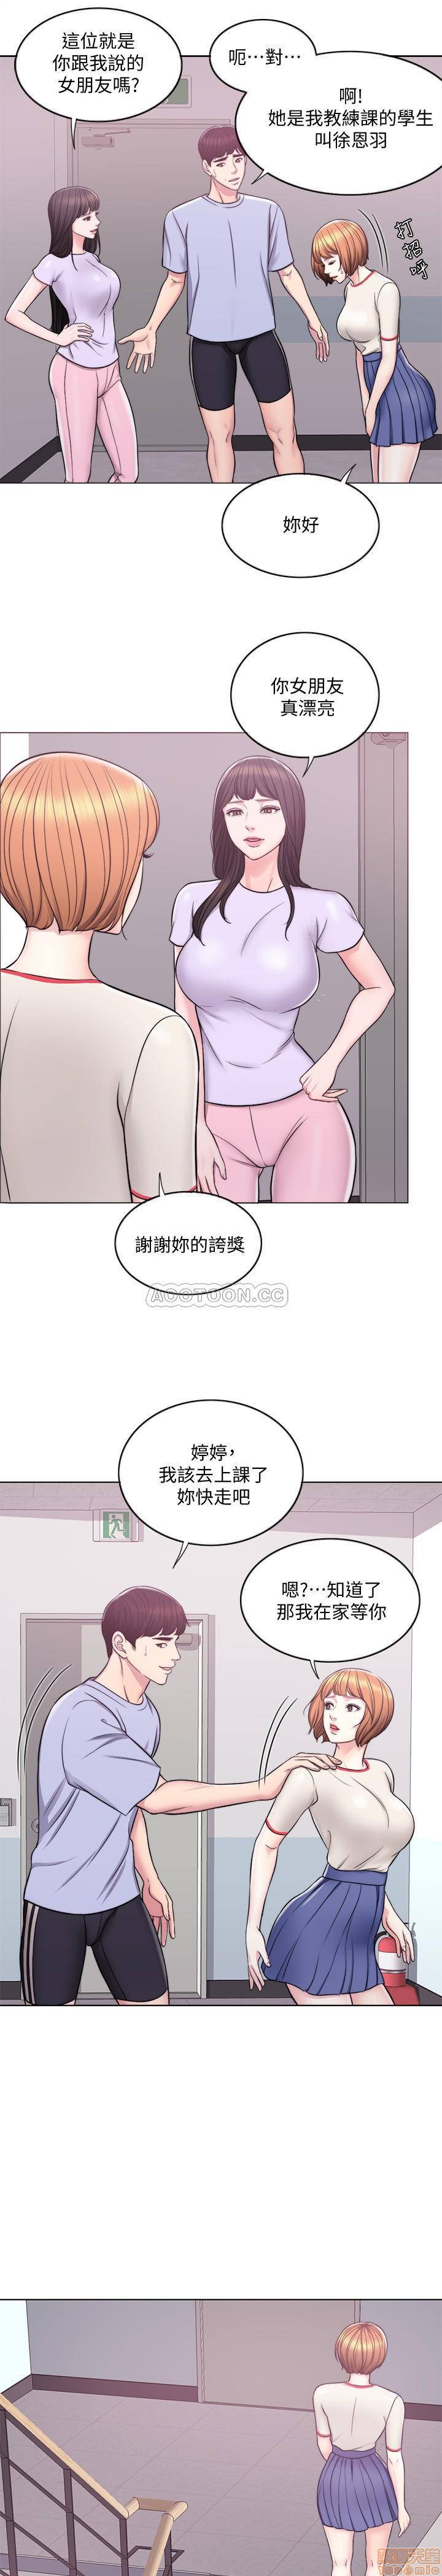 這位就是
你跟我說的
女朋友嗎?
呃…對…
啊!
她是我教練課的學生
叫徐恩羽
打招呼
妳好
你女朋友
真漂亮
謝謝妳的誇獎
AOOTOON.CC
婷婷,
我該去上課了
妳快走吧
嗯?…知道了
那我在家等你